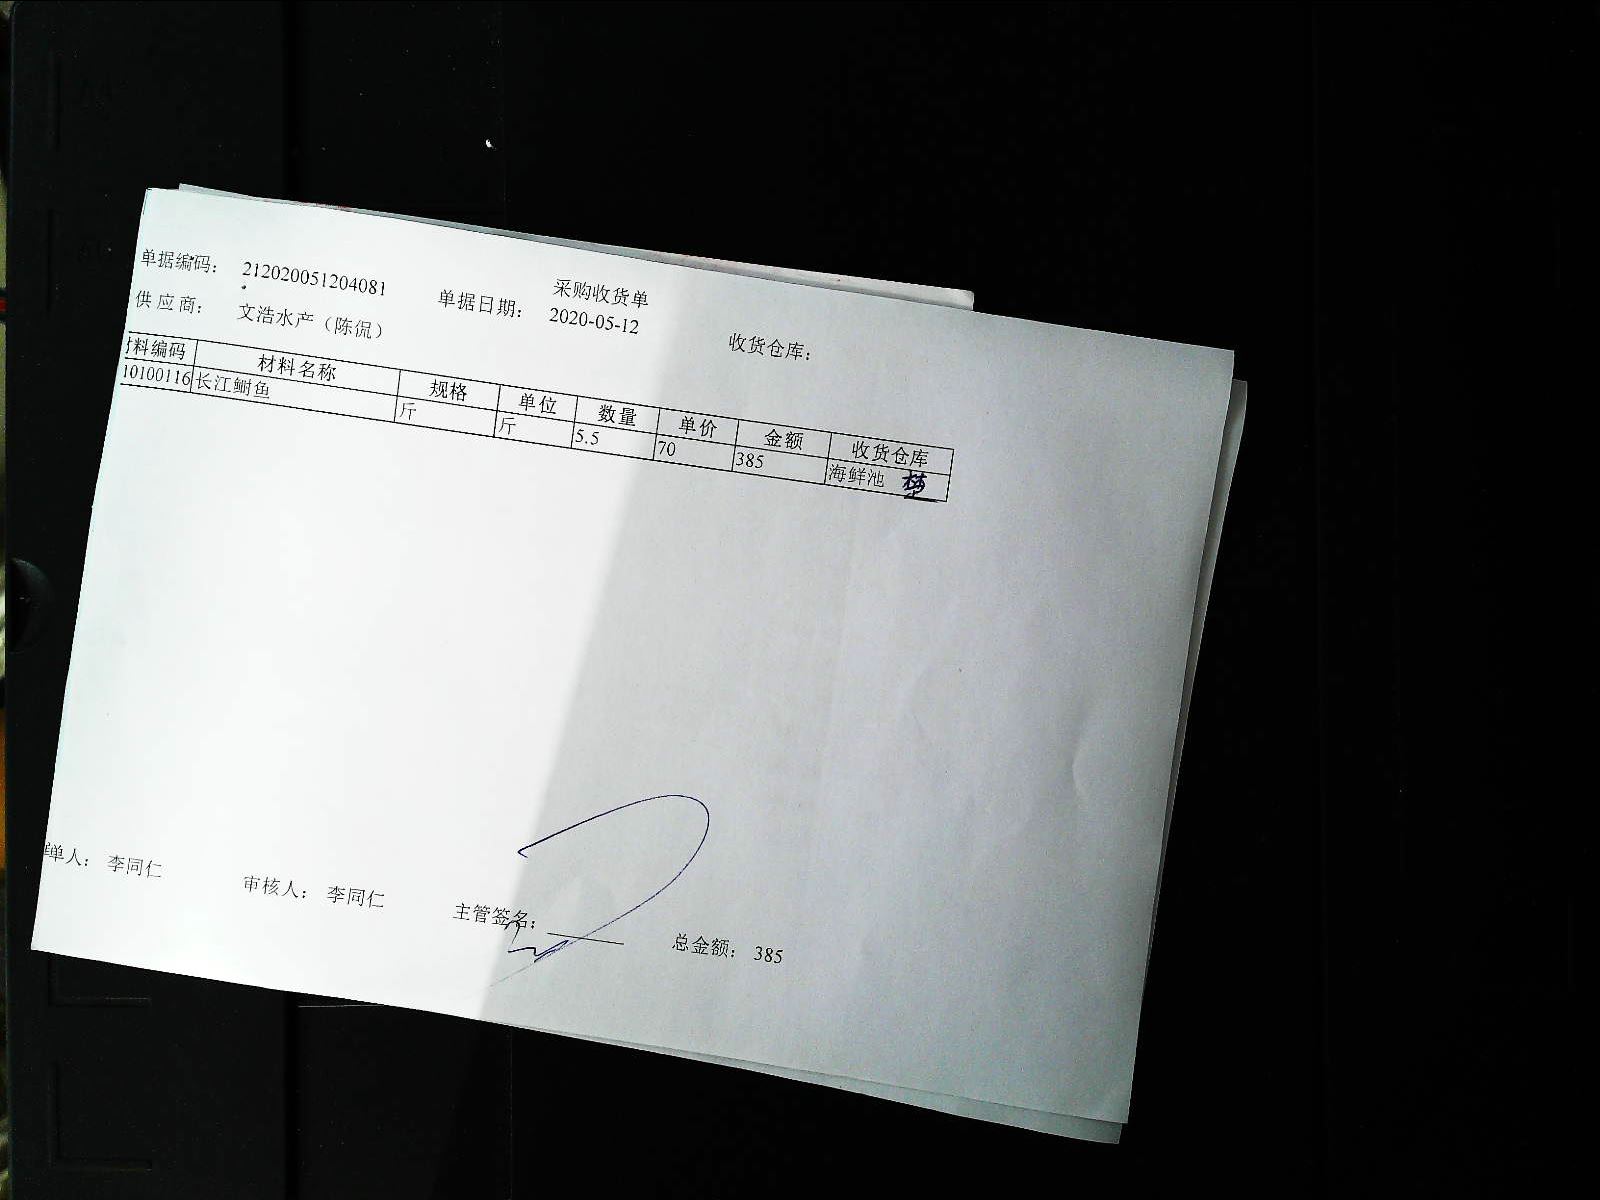 采购收货单
单据编码： 212020051204081 单据日期： 2020-05-12 收货仓库：
供应商： 文浩水产（陈侃）
材料编码 材料名称 规格 单位 数量 单价 金额 收货仓库
10100116 长江鲥鱼 斤 斤 5.5 70 385 海鲜池
单人： 李同仁 审核人： 李同仁 主管签名： 总金额： 385